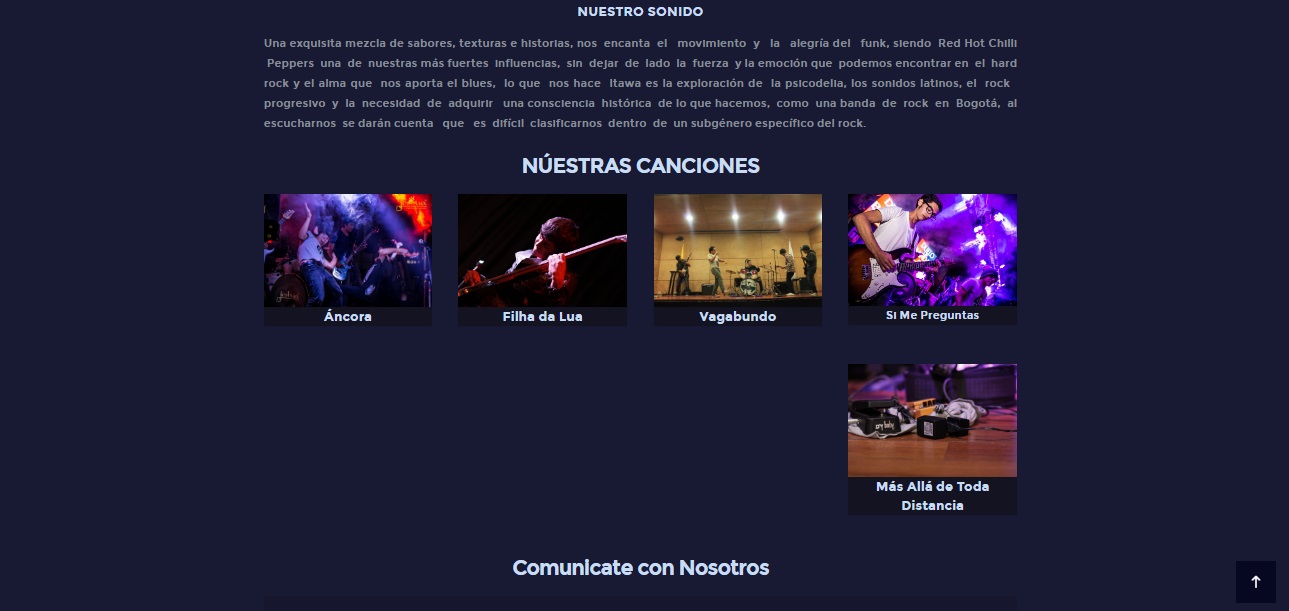 NUESTRO SONIDO
Una exquisita mezcla de sabores, texturas e historias, nos encanta el movimiento y la alegría del funk, siendo Red Hot Chilli
Peppers una de nuestras más fuertes influencias, sin dejar de lado la fuerza y la emoción que podemos encontrar en el hard
rock y el alma que nos aporta el blues, lo que nos hace Itawa es la exploración de la psicodelia, los sonidos latinos, el rock
progresivo y la necesidad de adquirir una consciencia histórica de lo que hacemos, como una banda de rock en Bogotá, al
escucharnos se darán cuenta que es difícil clasificarnos dentro de un subgénero específico del rock.
NÚESTRAS CANCIONES
Áncora
Filha da Lua
Vagabundo
Si Me Preguntas
cry baby
Más Allá de Toda
Distancia
Comunicate con Nosotros